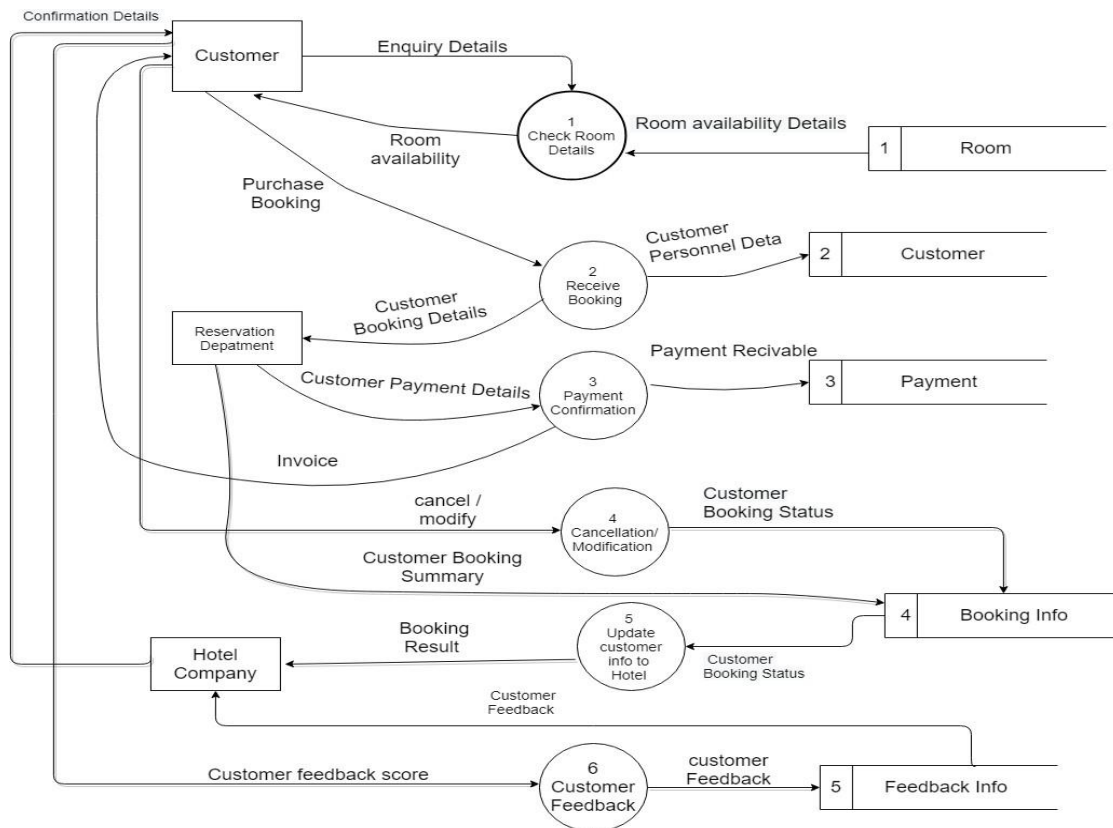 Confirmation Details
Customer
Enquiry Details
1
Check Room
Details
Room availability Details
1
Room
Room
availability
Purchase
Booking
Customer
Personnel Deta
2
Customer
2
Receive
Booking
Customer
Booking Details
Reservation
Depatment
Payment Recivable
3
Payment
Customer Payment Details
3
Payment
Confirmation
Invoice
cancel /
modify
4
Cancellation/
Modification
Customer
Booking Status
Customer Booking
Summary
4
Booking Info
5
Update
customer
info to
Hotel
Booking
Result
Customer
Booking Status
Hotel
Company
Customer
Feedback
Customer feedback score
6
Customer
Feedback
customer
Feedback
5
Feedback Info